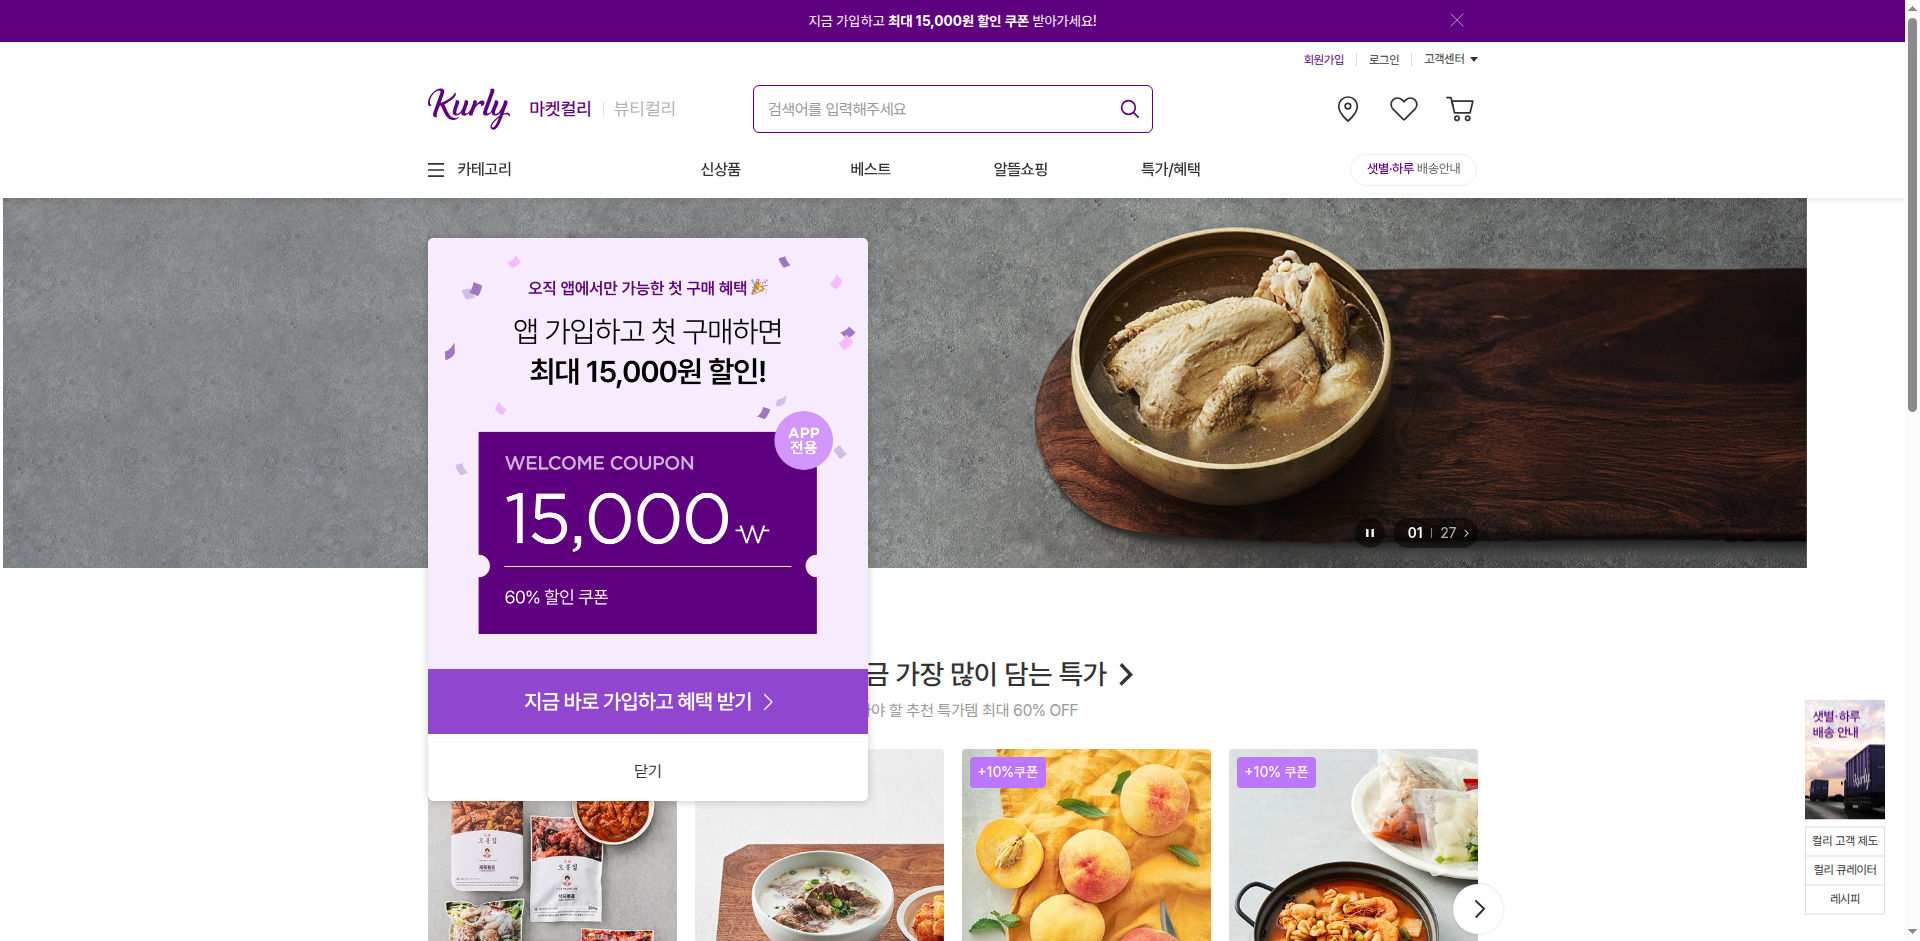 지금 가입하고 최대 15,000원 할인 쿠폰 받아가세요!
회원가입
로그인
고객센터
Kurly
마켓컬리
뷰티컬리
검색어를 입력해주세요
카테고리
신상품
베스트
알뜰쇼핑
특가/혜택
샛별·하루 배송안내
오직 앱에서만 가능한 첫 구매 혜택
앱 가입하고 첫 구매하면
최대 15,000원 할인!
APP
전용
WELCOME COUPON
15,000₩
60% 할인 쿠폰
지금 바로 가입하고 혜택 받기
닫기
01 | 27
금 가장 많이 담는 특가
야 할 추천 특가템 최대 60% OFF
+10%쿠폰
+10% 쿠폰
샛별·하루
배송 안내
Kurly
컬리 고객 제도
컬리 큐레이터
레시피